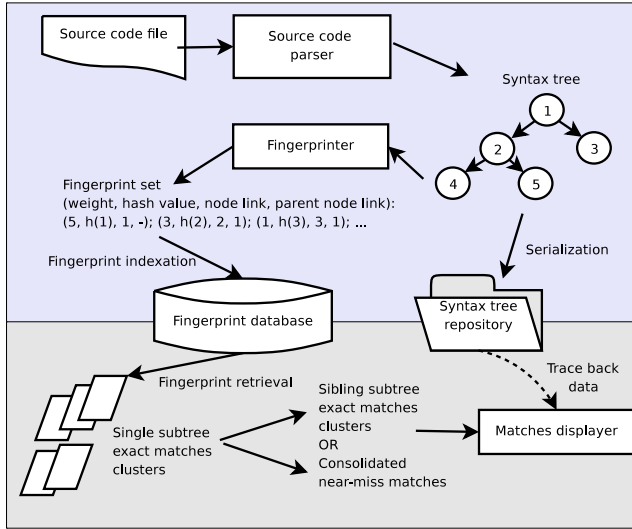 Source code file
Source code
parser
Syntax tree
1
2
3
4
5
Fingerprinter
Fingerprint set
(weight, hash value, node link, parent node link):
(5, h(1), 1, -); (3, h(2), 2, 1); (1, h(3), 3, 1); ...
Fingerprint indexation
Serialization
Fingerprint database
Syntax tree
repository
Fingerprint retrieval
Trace back
data
Single subtree
exact matches
clusters
Sibling subtree
exact matches
clusters
OR
Consolidated
near-miss matches
Matches displayer